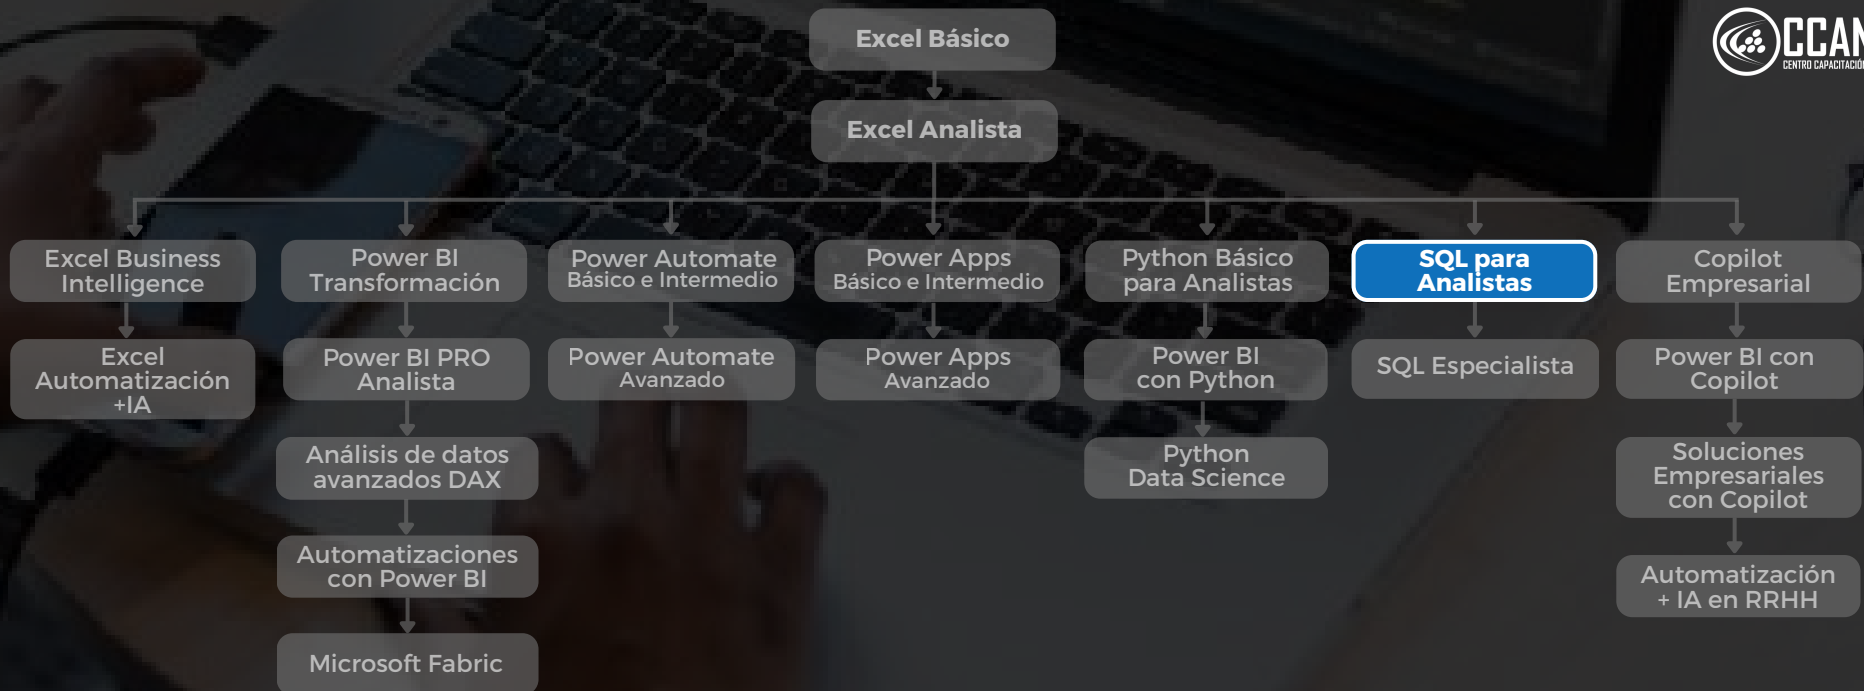 Excel Básico
CCAN
CENTRO CAPACITACIÓN
Excel Analista
Excel Business
Intelligence
Power BI
Transformación
Power Automate
Básico e Intermedio
Power Apps
Básico e Intermedio
Python Básico
para Analistas
SQL para
Analistas
Copilot
Empresarial
Excel
Automatización
+IA
Power BI PRO
Analista
Power Automate
Avanzado
Power Apps
Avanzado
Power BI
con Python
SQL Especialista
Power BI con
Copilot
Análisis de datos
avanzados DAX
Python
Data Science
Soluciones
Empresariales
con Copilot
Automatizaciones
con Power BI
Automatización
+ IA en RRHH
Microsoft Fabric